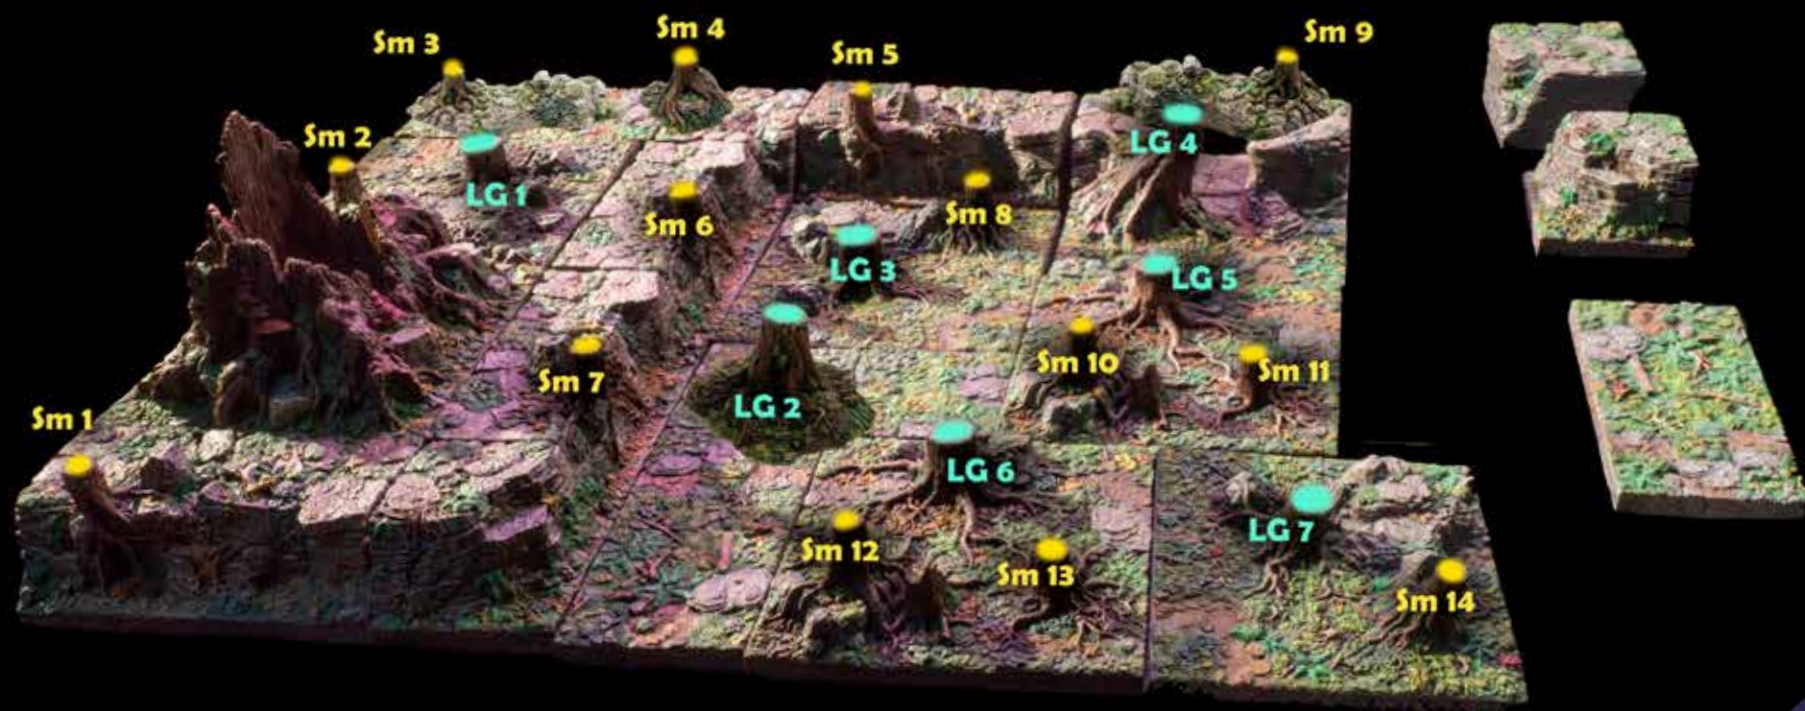 Sm 3
Sm 4
Sm 5
Sm 9
Sm 2
LG 1
LG 4
Sm 6
Sm 8
LG 3
LG 5
Sm 7
Sm 10
Sm 11
LG 2
Sm 1
LG 6
Sm 12
Sm 13
LG 7
Sm 14